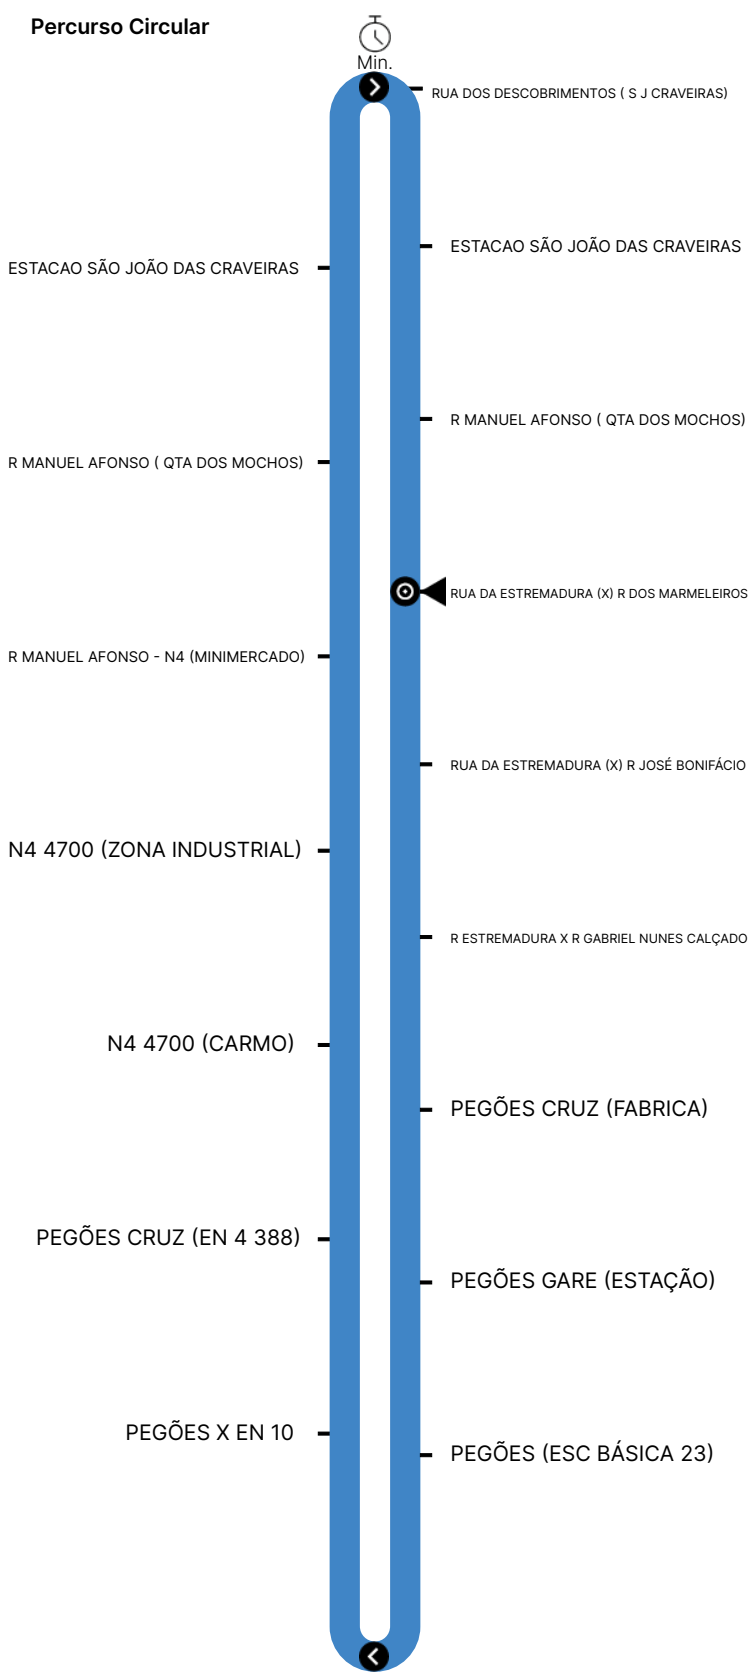 Percurso Circular
Min.
RUA DOS DESCOBRIMENTOS ( S J CRAVEIRAS)
ESTACAO SÃO JOÃO DAS CRAVEIRAS
ESTACAO SÃO JOÃO DAS CRAVEIRAS
R MANUEL AFONSO ( QTA DOS MOCHOS)
R MANUEL AFONSO ( QTA DOS MOCHOS)
RUA DA ESTREMADURA (X) R DOS MARMELEIROS
R MANUEL AFONSO - N4 (MINIMERCADO)
RUA DA ESTREMADURA (X) R JOSÉ BONIFÁCIO
N4 4700 (ZONA INDUSTRIAL)
R ESTREMADURA X R GABRIEL NUNES CALÇADO
N4 4700 (CARMO)
PEGÕES CRUZ (FABRICA)
PEGÕES CRUZ (EN 4 388)
PEGÕES GARE (ESTAÇÃO)
PEGÕES X EN 10
PEGÕES (ESC BÁSICA 23)